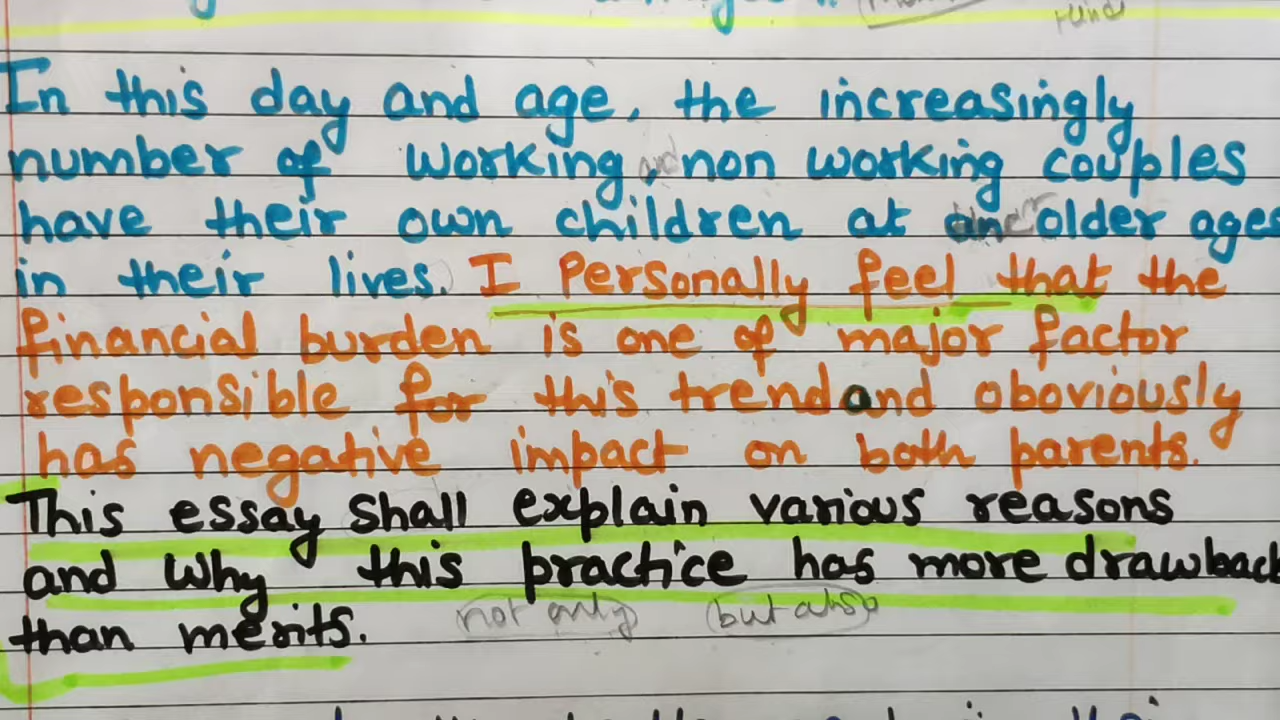 In this day and age, the increasingly
number of working, and non working couples
have their own children at an older ages
in their lives. I Personally feel that the
financial burden is one of major factor
responsible for this trend and oboviously
has negative impact on both parents.
This essay shall explain various reasons
and why this practice has more drawback
than merits.
not only but also